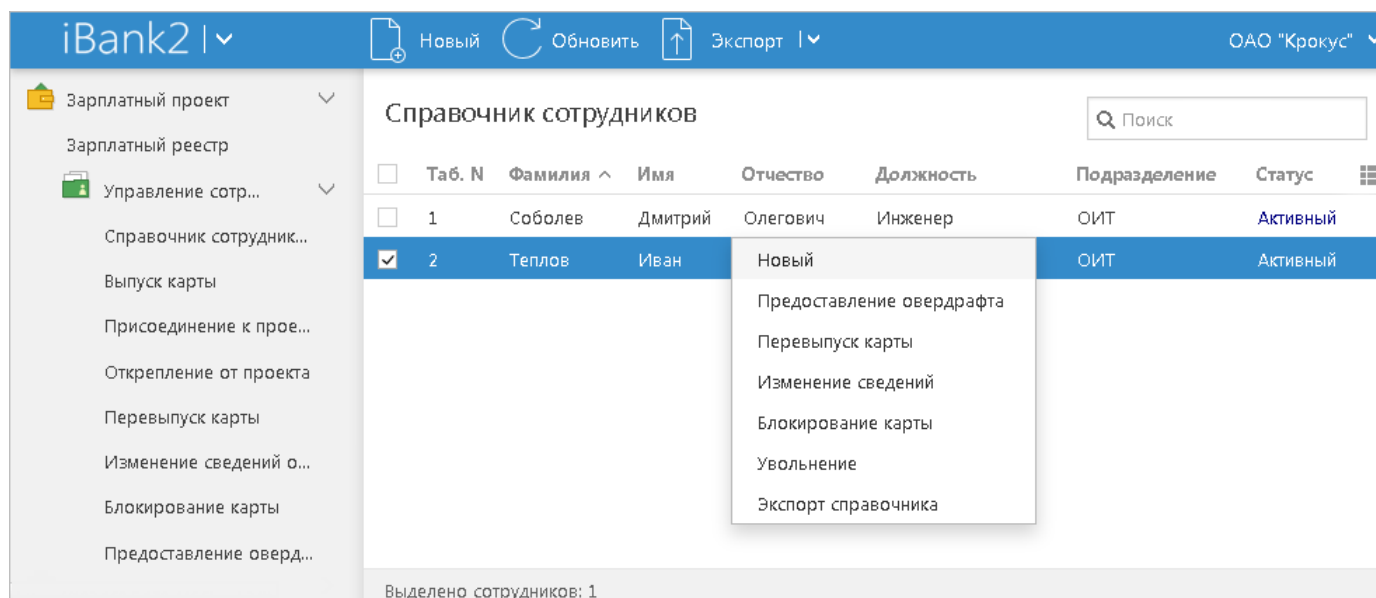 iBank2 Новый Обновить Экспорт ОАО "Крокус"
Зарплатный проект
Зарплатный реестр
Управление сотр...
Справочник сотрудник...
Выпуск карты
Присоединение к прое...
Открепление от проекта
Перевыпуск карты
Изменение сведений о...
Блокирование карты
Предоставление оверд...
Справочник сотрудников
Поиск
Таб. N Фамилия Имя Отчество Должность Подразделение Статус
1 Соболев Дмитрий Олегович Инженер ОИТ Активный
2 Теплов Иван ОИТ Активный
Новый
Предоставление овердрафта
Перевыпуск карты
Изменение сведений
Блокирование карты
Увольнение
Экспорт справочника
Выделено сотрудников: 1